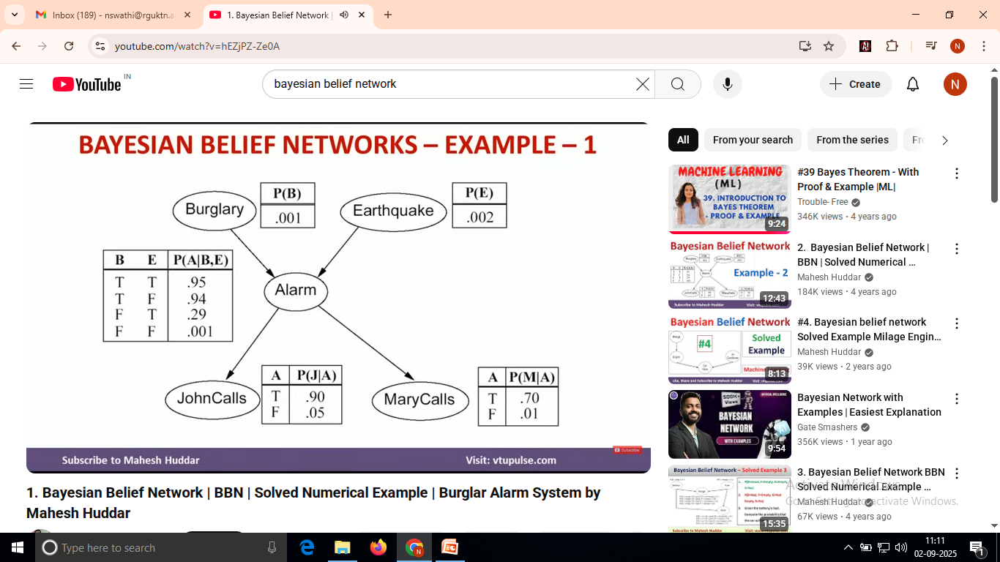 Inbox (189) - nswathi@rguktn.a
1. Bayesian Belief Network |
youtube.com/watch?v=hEZjPZ-Ze0A
N
YouTube IN
bayesian belief network
Create
N
BAYESIAN BELIEF NETWORKS – EXAMPLE – 1
Burglary
P(B)
.001
Earthquake
P(E)
.002
B E P(A|B,E)
T T .95
T F .94
F T .29
F F .001
Alarm
JohnCalls
A P(J|A)
T .90
F .05
MaryCalls
A P(M|A)
T .70
F .01
Subscribe
Subscribe to Mahesh Huddar
Visit: vtupulse.com
1. Bayesian Belief Network | BBN | Solved Numerical Example | Burglar Alarm System by
Mahesh Huddar
All
From your search
From the series
MACHINE LEARNING
(ML)
39. INTRODUCTION TO
BAYES THEOREM
- PROOF & EXAMPLE
9:24
#39 Bayes Theorem - With
Proof & Example |ML|
Trouble- Free
346K views • 4 years ago
Bayesian Belief Network
Example - 2
Subscribe to Mahesh Huddar
12:43
2. Bayesian Belief Network |
BBN | Solved Numerical ...
Mahesh Huddar
184K views • 4 years ago
Bayesian Belief Network
#4
Solved
Example
8:13
#4. Bayesian belief network
Solved Example Milage Engin...
Mahesh Huddar
39K views • 2 years ago
BAYESIAN
NETWORK
WITH EXAMPLES
9:54
Bayesian Network with
Examples | Easiest Explanation
Gate Smashers
356K views • 1 year ago
Bayesian Belief Network – Solved Example 3
15:35
3. Bayesian Belief Network BBN
Solved Numerical Example ...
Mahesh Huddar
67K views • 4 years ago
Activate Windows
Go to Settings to activate Windows.
Type here to search
11:11
02-09-2025
1